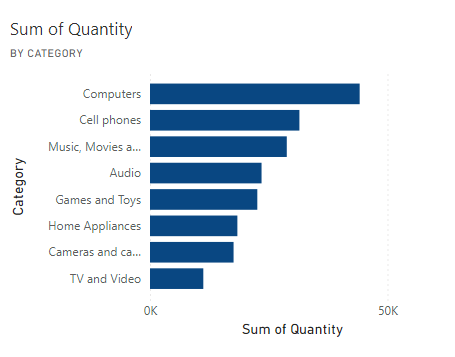 Sum of Quantity
BY CATEGORY
Category
Computers
Cell phones
Music, Movies a...
Audio
Games and Toys
Home Appliances
Cameras and ca...
TV and Video
0K 50K
Sum of Quantity